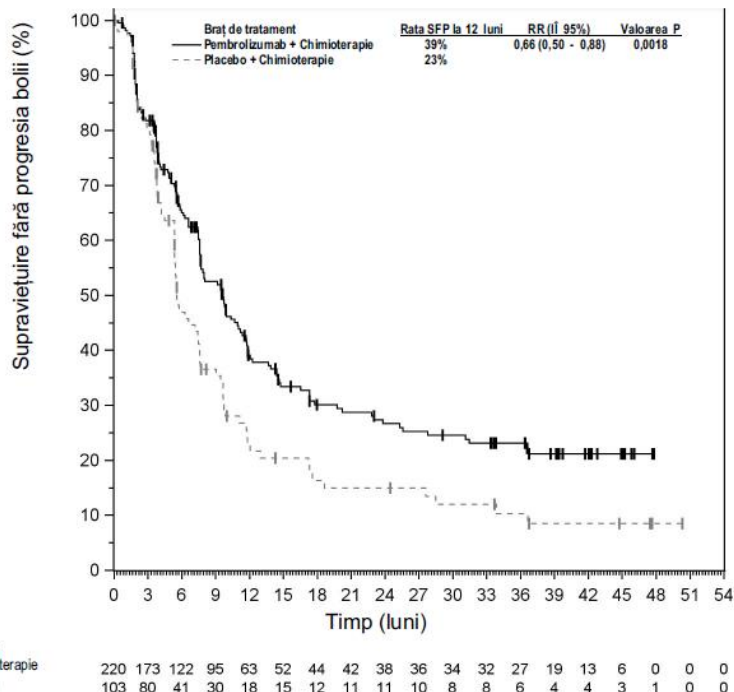 Braț de tratament Rata SFP la 12 luni RR (IÎ 95%) Valoarea P
Pembrolizumab + Chimioterapie 39% 0,66 (0,50 - 0,88) 0,0018
Placebo + Chimioterapie 23%
Supraviețuire fără progresia bolii (%)
100
90
80
70
60
50
40
30
20
10
0
0 3 6 9 12 15 18 21 24 27 30 33 36 39 42 45 48 51 54
Timp (luni)
terapie
220 173 122 95 63 52 44 42 38 36 34 32 27 19 13 6 0 0 0
103 80 41 30 18 15 12 11 11 10 8 8 6 4 4 3 1 0 0